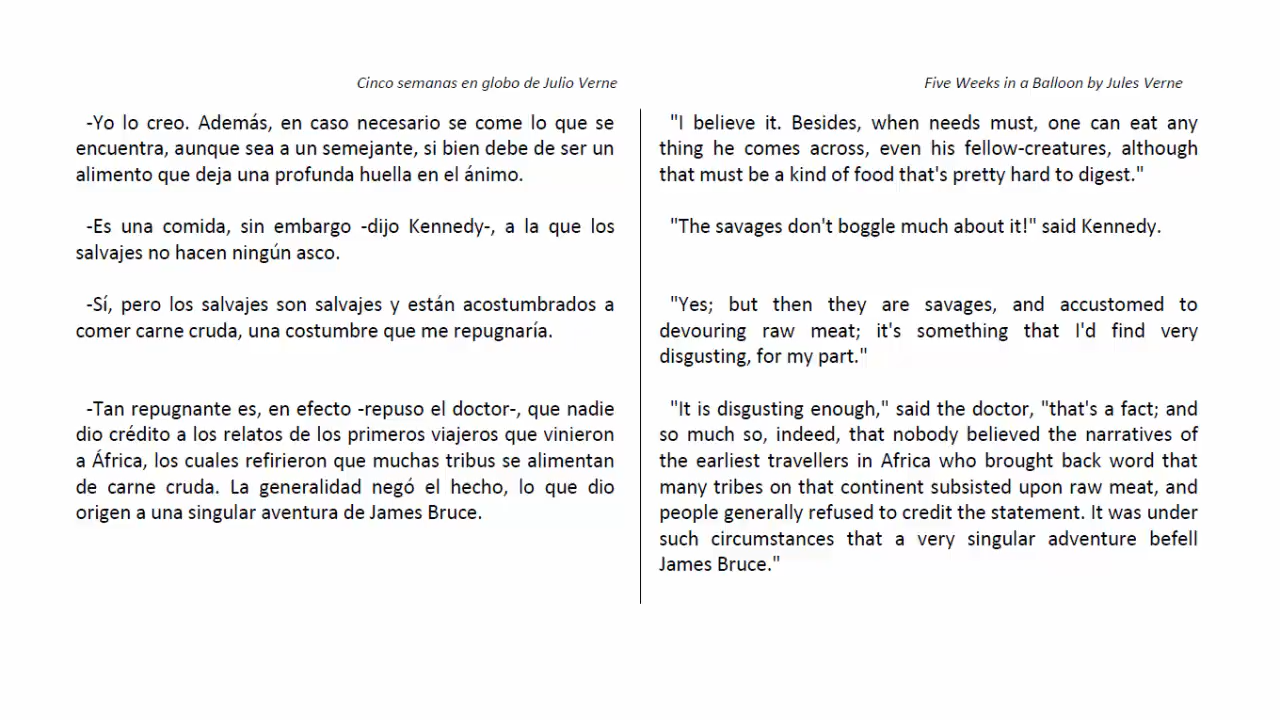 Cinco semanas en globo de Julio Verne
-Yo lo creo. Además, en caso necesario se come lo que se
encuentra, aunque sea a un semejante, si bien debe de ser un
alimento que deja una profunda huella en el ánimo.
-Es una comida, sin embargo -dijo Kennedy-, a la que los
salvajes no hacen ningún asco.
-Sí, pero los salvajes son salvajes y están acostumbrados a
comer carne cruda, una costumbre que me repugnaría.
-Tan repugnante es, en efecto -repuso el doctor-, que nadie
dio crédito a los relatos de los primeros viajeros que vinieron
a África, los cuales refirieron que muchas tribus se alimentan
de carne cruda. La generalidad negó el hecho, lo que dio
origen a una singular aventura de James Bruce.
Five Weeks in a Balloon by Jules Verne
"I believe it. Besides, when needs must, one can eat any
thing he comes across, even his fellow-creatures, although
that must be a kind of food that's pretty hard to digest."
"The savages don't boggle much about it!" said Kennedy.
"Yes; but then they are savages, and accustomed to
devouring raw meat; it's something that I'd find very
disgusting, for my part."
"It is disgusting enough," said the doctor, "that's a fact; and
so much so, indeed, that nobody believed the narratives of
the earliest travellers in Africa who brought back word that
many tribes on that continent subsisted upon raw meat, and
people generally refused to credit the statement. It was under
such circumstances that a very singular adventure befell
James Bruce."